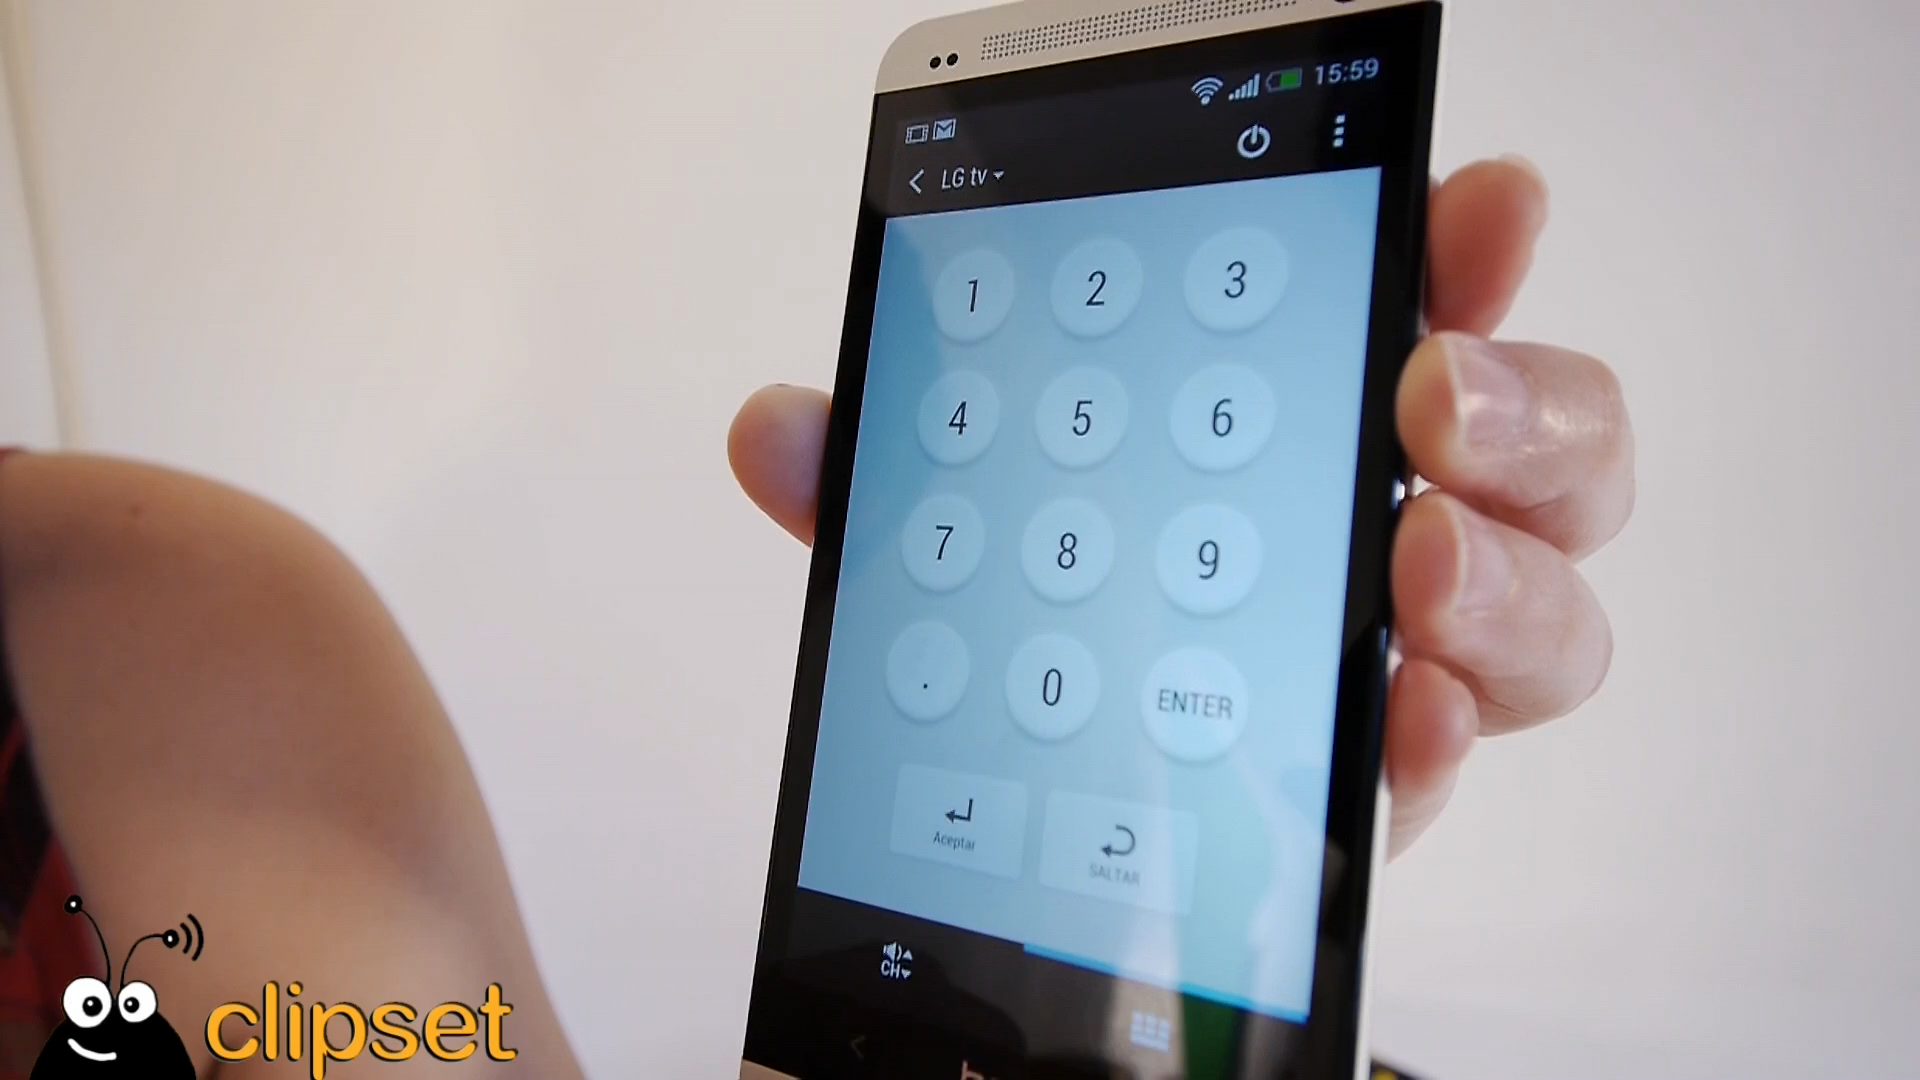 15:59
LG tv
1 2 3
4 5 6
7 8 9
. 0 ENTER
Aceptar SALTAR
CH
clipset